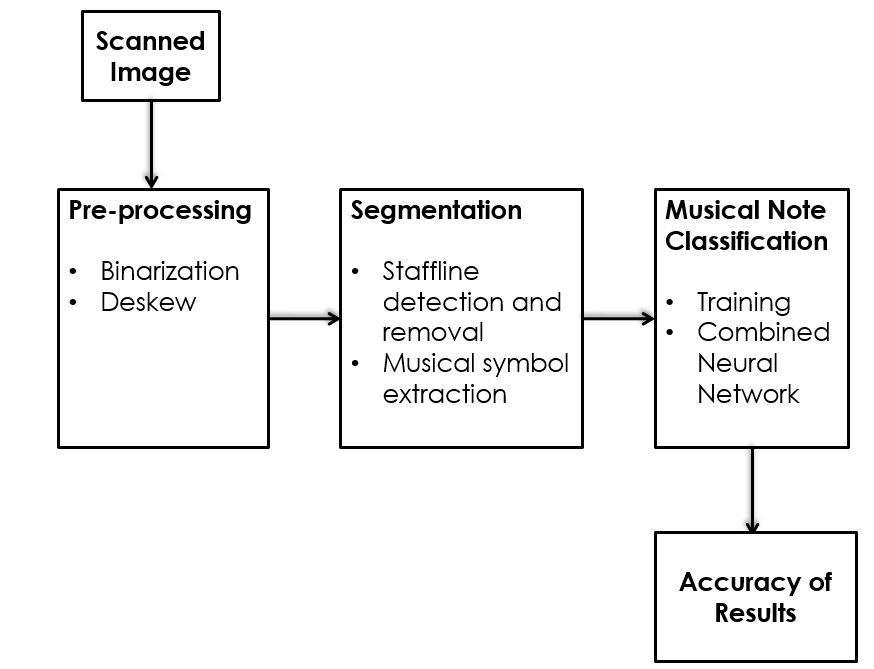 Scanned
Image
Pre-processing
• Binarization
• Deskew
Segmentation
• Staffline
detection and
removal
• Musical symbol
extraction
Musical Note
Classification
• Training
• Combined
Neural
Network
Accuracy of
Results